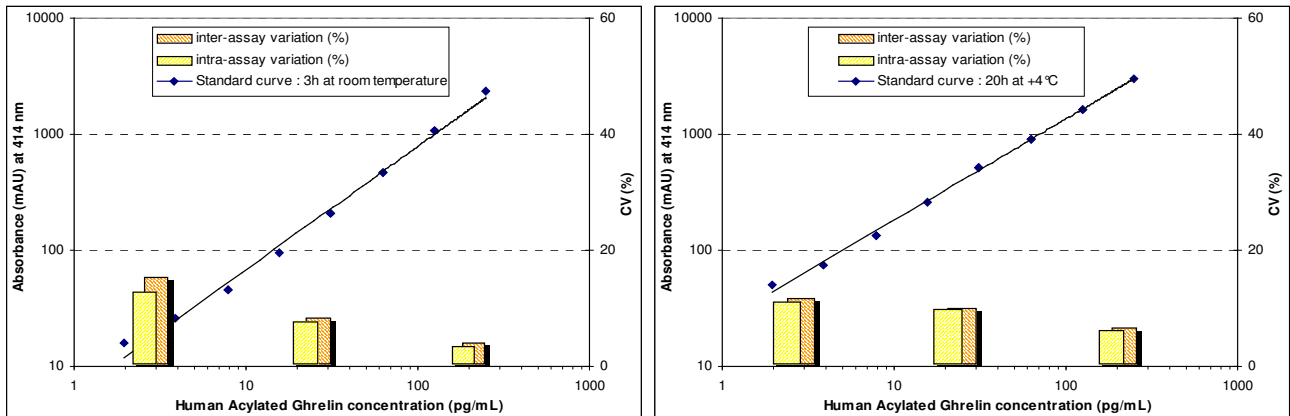 10000
1000
100
10
Absorbance (mAU) at 414 nm
inter-assay variation (%)
intra-assay variation (%)
Standard curve : 3h at room temperature
60
40
20
0
CV (%)
1 10 100 1000
Human Acylated Ghrelin concentration (pg/mL)
10000
1000
100
10
Absorbance (mAU) at 414 nm
inter-assay variation (%)
intra-assay variation (%)
Standard curve : 20h at +4°C
60
40
20
0
CV (%)
1 10 100 1000
Human Acylated Ghrelin concentration (pg/mL)